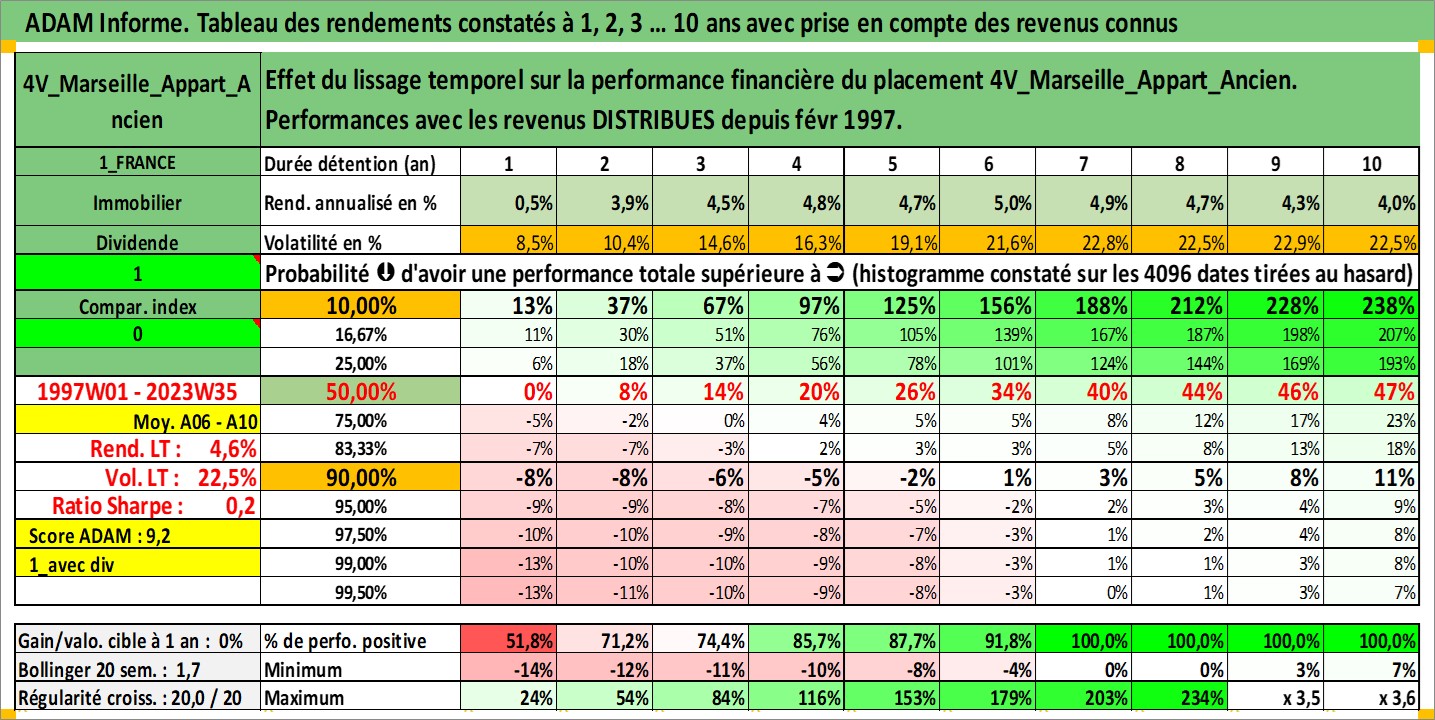 ADAM Informe. Tableau des rendements constatés à 1, 2, 3 ... 10 ans avec prise en compte des revenus connus
4V_Marseille_Appart_A
ncien
Effet du lissage temporel sur la performance financière du placement 4V_Marseille_Appart_Ancien.
Performances avec les revenus DISTRIBUES depuis févr 1997.
1_FRANCE Durée détention (an) 1 2 3 4 5 6 7 8 9 10
Immobilier Rend. annualisé en % 0,5% 3,9% 4,5% 4,8% 4,7% 5,0% 4,9% 4,7% 4,3% 4,0%
Dividende Volatilité en % 8,5% 10,4% 14,6% 16,3% 19,1% 21,6% 22,8% 22,5% 22,9% 22,5%
1 Probabilité ⬇ d'avoir une performance totale supérieure à ➲ (histogramme constaté sur les 4096 dates tirées au hasard)
Compar. index 10,00% 13% 37% 67% 97% 125% 156% 188% 212% 228% 238%
0 16,67% 11% 30% 51% 76% 105% 139% 167% 187% 198% 207%
25,00% 6% 18% 37% 56% 78% 101% 124% 144% 169% 193%
1997W01 - 2023W35 50,00% 0% 8% 14% 20% 26% 34% 40% 44% 46% 47%
Moy. A06 - A10 75,00% -5% -2% 0% 4% 5% 5% 8% 12% 17% 23%
Rend. LT : 4,6% 83,33% -7% -7% -3% 2% 3% 3% 5% 8% 13% 18%
Vol. LT : 22,5% 90,00% -8% -8% -6% -5% -2% 1% 3% 5% 8% 11%
Ratio Sharpe : 0,2 95,00% -9% -9% -8% -7% -5% -2% 2% 3% 4% 9%
Score ADAM : 9,2 97,50% -10% -10% -9% -8% -7% -3% 1% 2% 4% 8%
1_avec div 99,00% -13% -10% -10% -9% -8% -3% 1% 1% 3% 8%
99,50% -13% -11% -10% -9% -8% -3% 0% 1% 3% 7%
Gain/valo. cible à 1 an : 0% % de perfo. positive 51,8% 71,2% 74,4% 85,7% 87,7% 91,8% 100,0% 100,0% 100,0% 100,0%
Bollinger 20 sem. : 1,7 Minimum -14% -12% -11% -10% -8% -4% 0% 0% 3% 7%
Régularité croiss. : 20,0 / 20 Maximum 24% 54% 84% 116% 153% 179% 203% 234% x 3,5 x 3,6